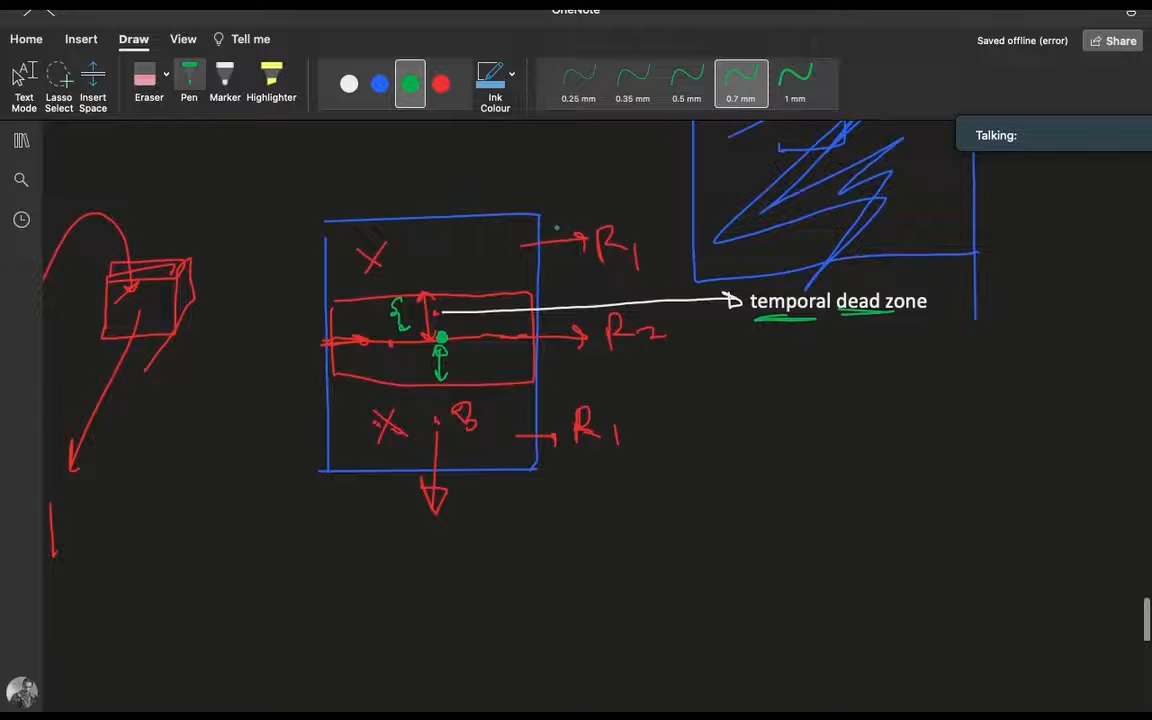 OneNote
Home Insert Draw View Tell me
Saved offline (error) Share
Text Mode
Lasso Select
Insert Space
Eraser
Pen
Marker
Highlighter
Ink Colour
0.25 mm
0.35 mm
0.5 mm
0.7 mm
1 mm
Talking:
X
R1
temporal dead zone
R2
X
B
R1